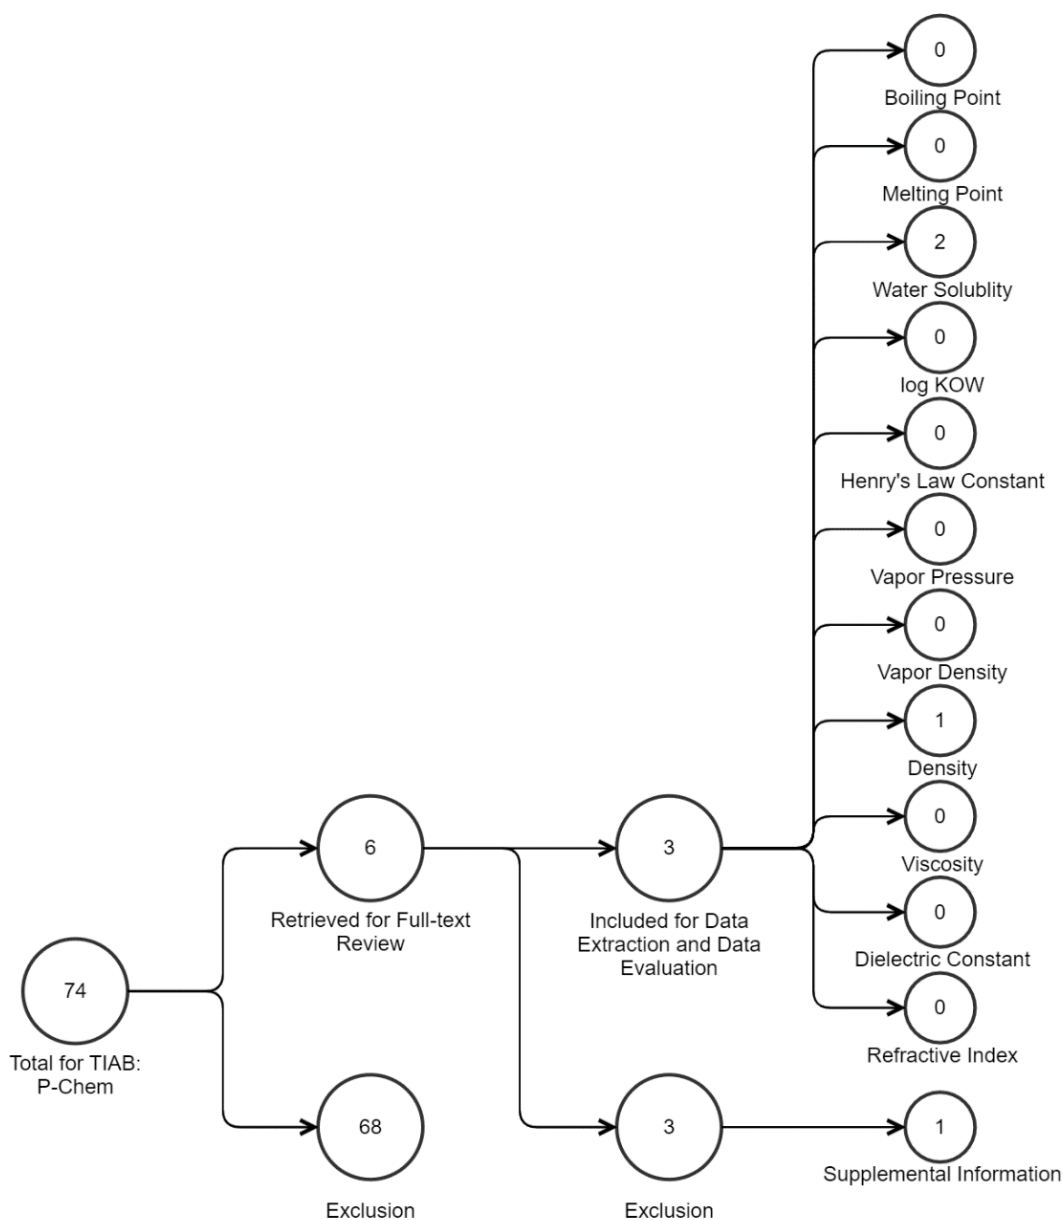 0
Boiling Point
0
Melting Point
2
Water Solublity
0
log KOW
0
Henry's Law Constant
0
Vapor Pressure
0
Vapor Density
1
Density
6
Retrieved for Full-text
Review
3
Included for Data
Extraction and Data
Evaluation
0
Viscosity
0
Dielectric Constant
0
Refractive Index
74
Total for TIAB:
P-Chem
68
Exclusion
3
Exclusion
1
Supplemental Information